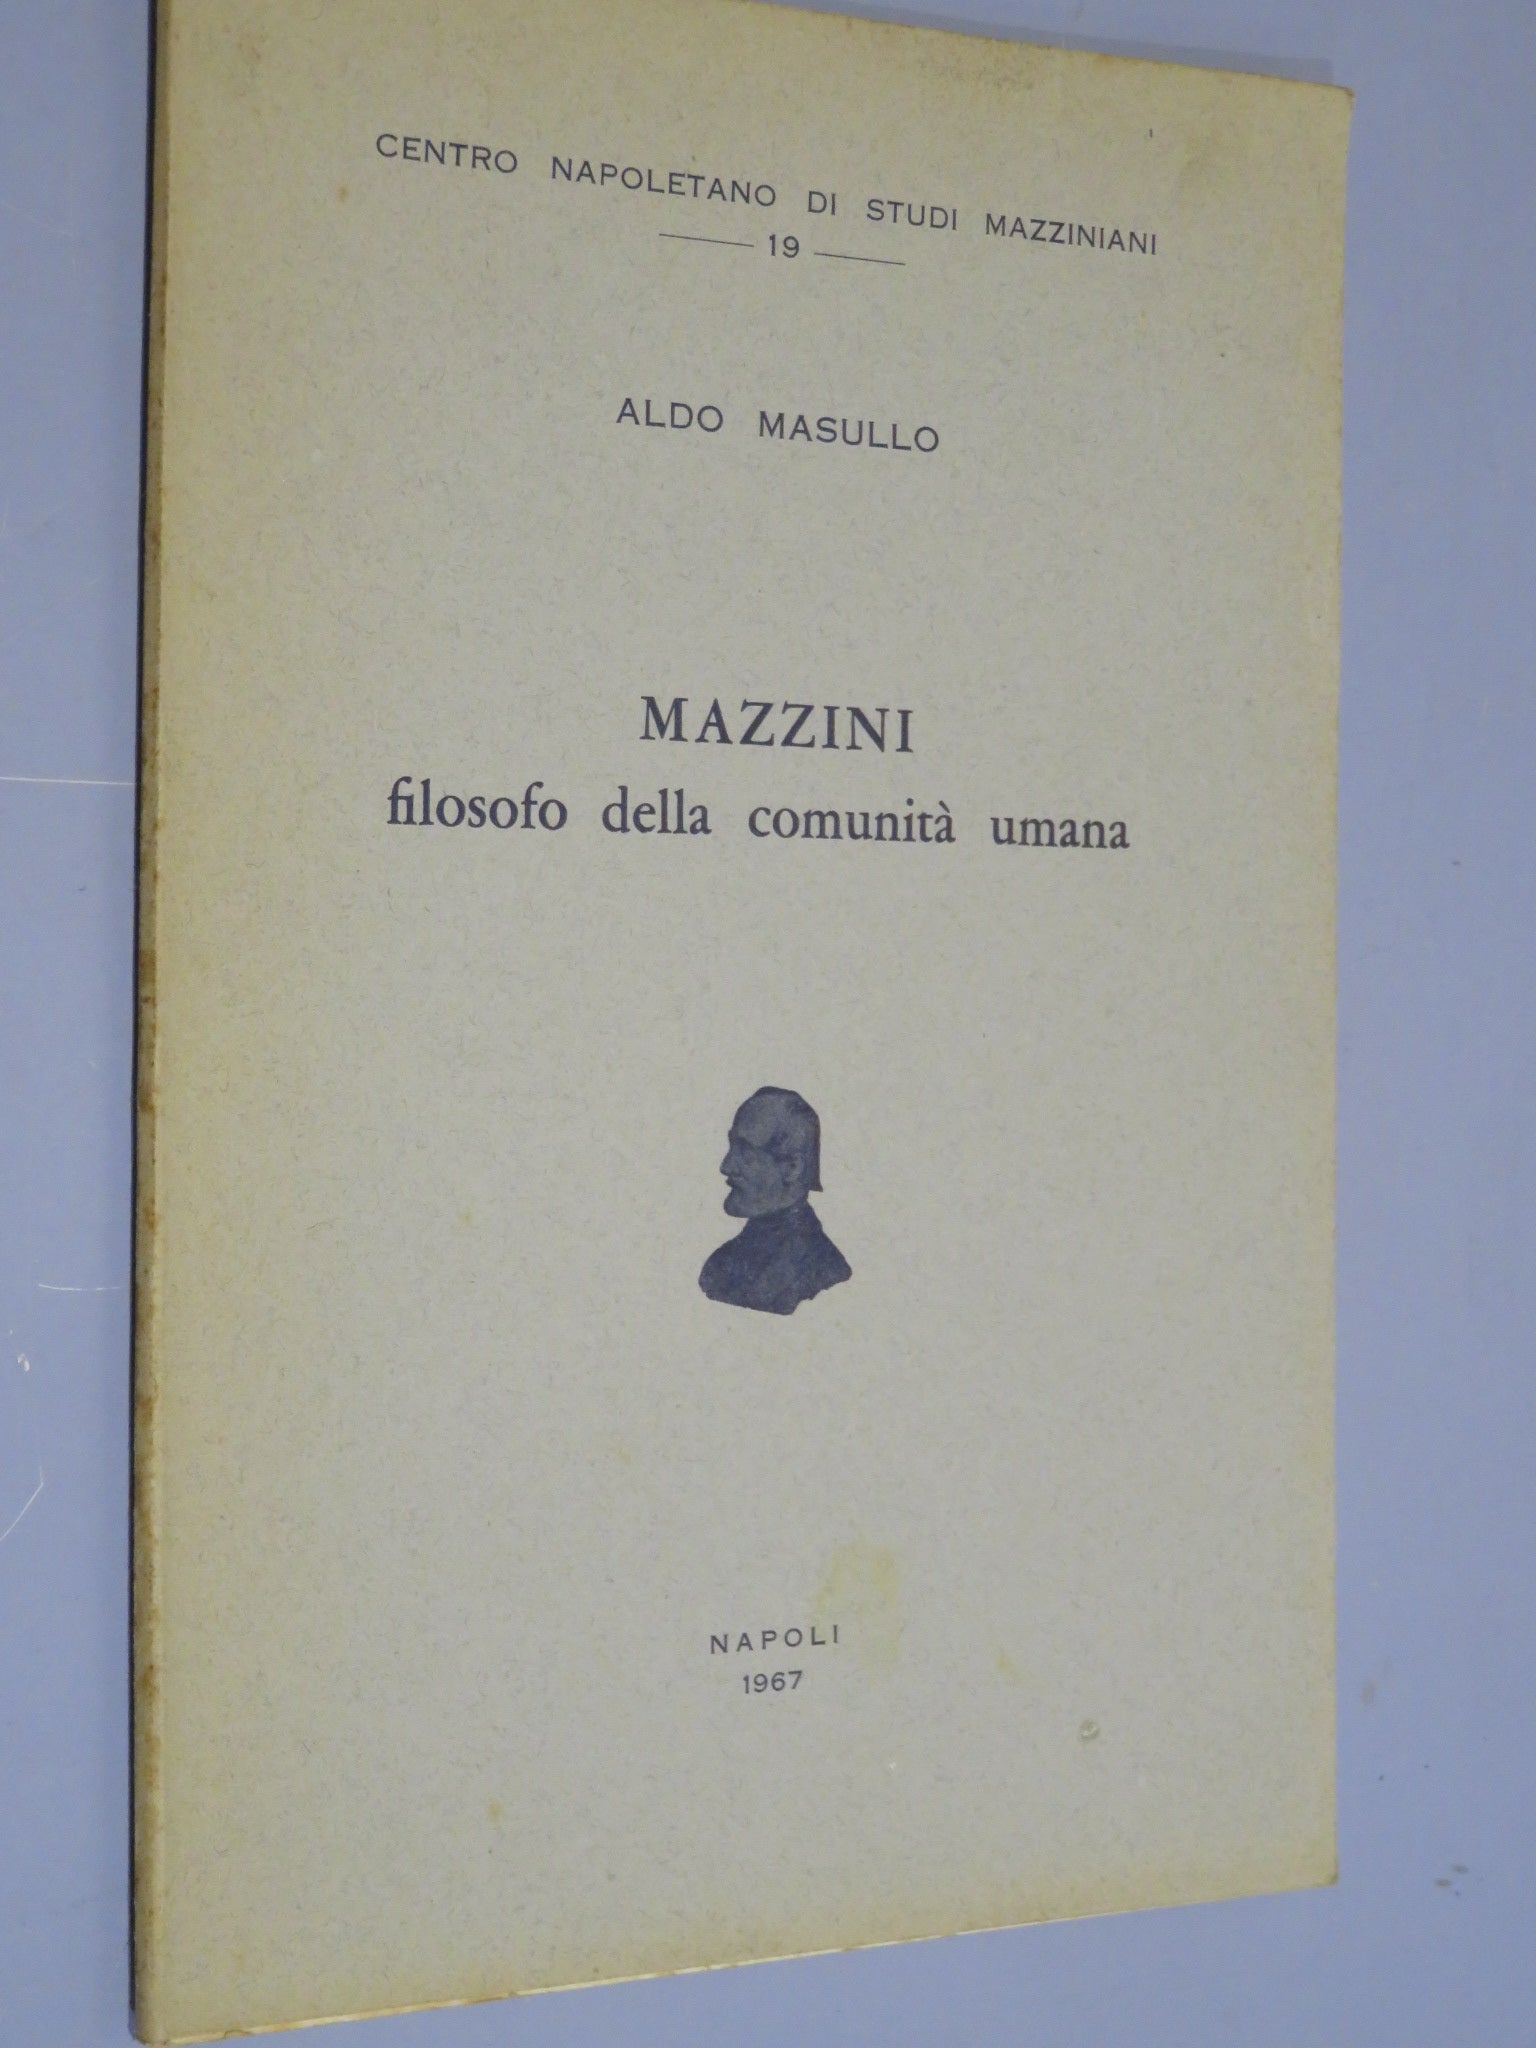 CENTRO NAPOLETANO DI STUDI MAZZINIANI
19
ALDO MASULLO
MAZZINI
filosofo della comunità umana
NAPOLI
1967